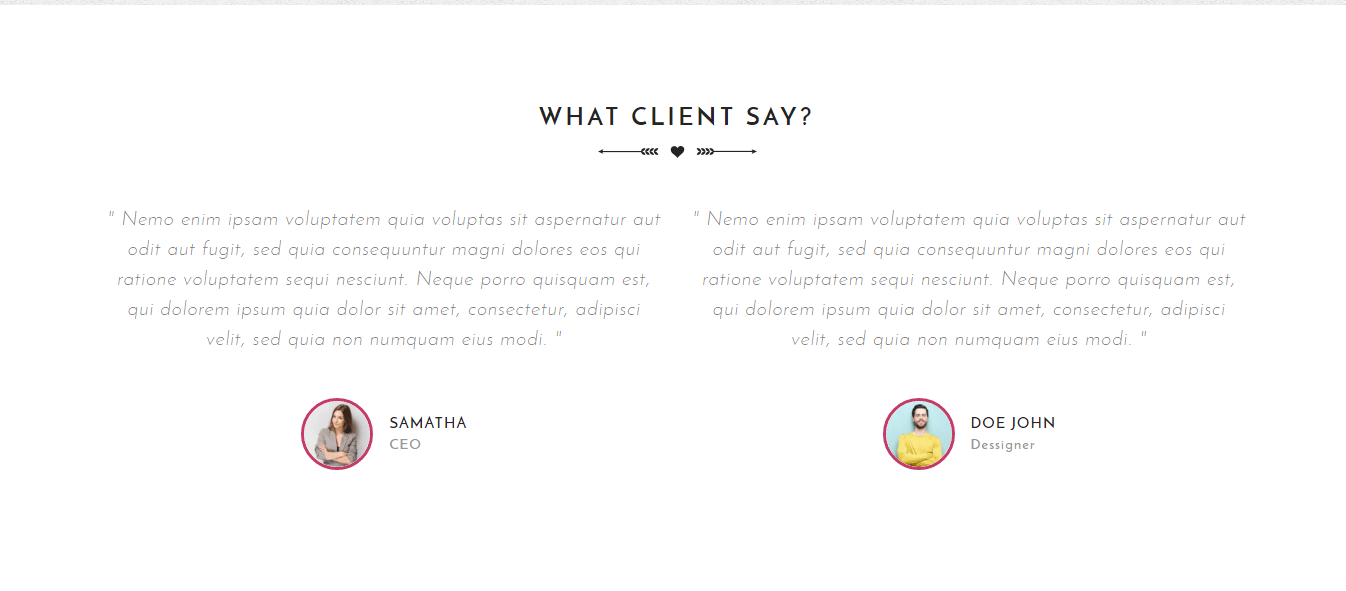 WHAT CLIENT SAY?
" Nemo enim ipsam voluptatem quia voluptas sit aspernatur aut
odit aut fugit, sed quia consequuntur magni dolores eos qui
ratione voluptatem sequi nesciunt. Neque porro quisquam est,
qui dolorem ipsum quia dolor sit amet, consectetur, adipisci
velit, sed quia non numquam eius modi. "
SAMATHA
CEO
" Nemo enim ipsam voluptatem quia voluptas sit aspernatur aut
odit aut fugit, sed quia consequuntur magni dolores eos qui
ratione voluptatem sequi nesciunt. Neque porro quisquam est,
qui dolorem ipsum quia dolor sit amet, consectetur, adipisci
velit, sed quia non numquam eius modi. "
DOE JOHN
Dessigner